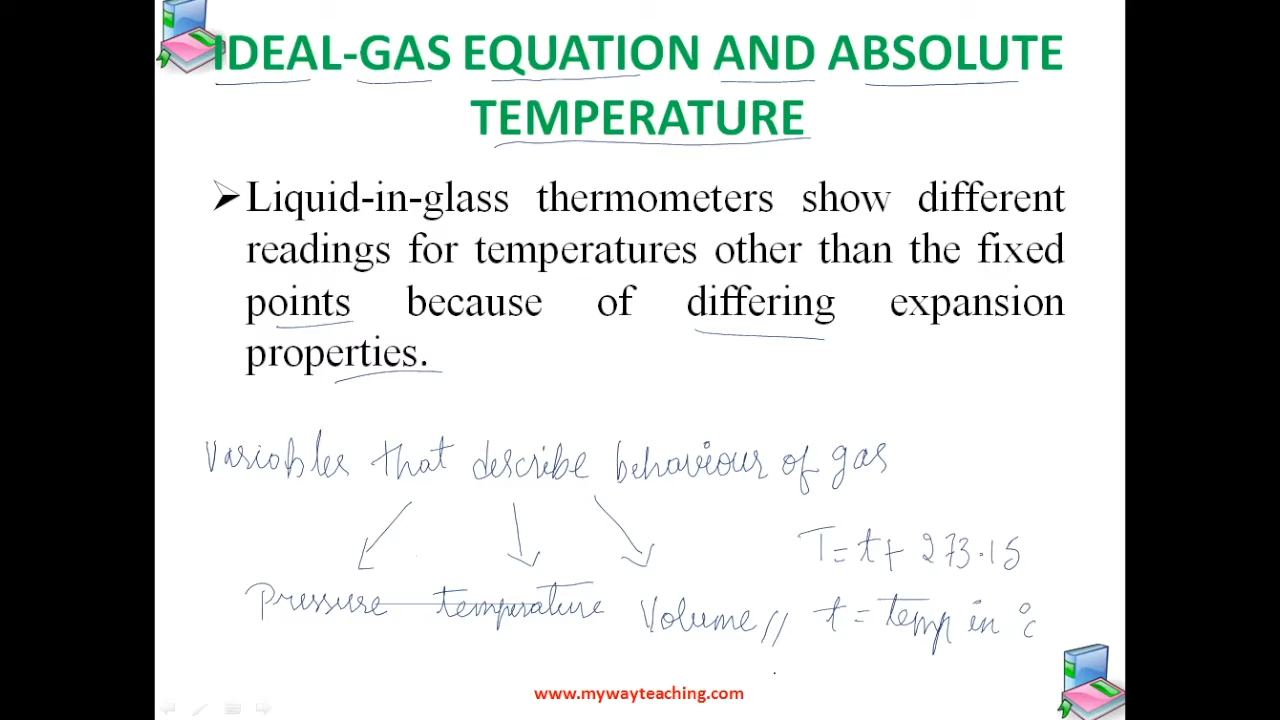 IDEAL-GAS EQUATION AND ABSOLUTE
TEMPERATURE
➢Liquid-in-glass thermometers show different
readings for temperatures other than the fixed
points because of differing expansion
properties.
Variables that describe behaviour of gas
T = t + 273.15
Pressure temperature Volume //
t = temp in °c
www.mywayteaching.com